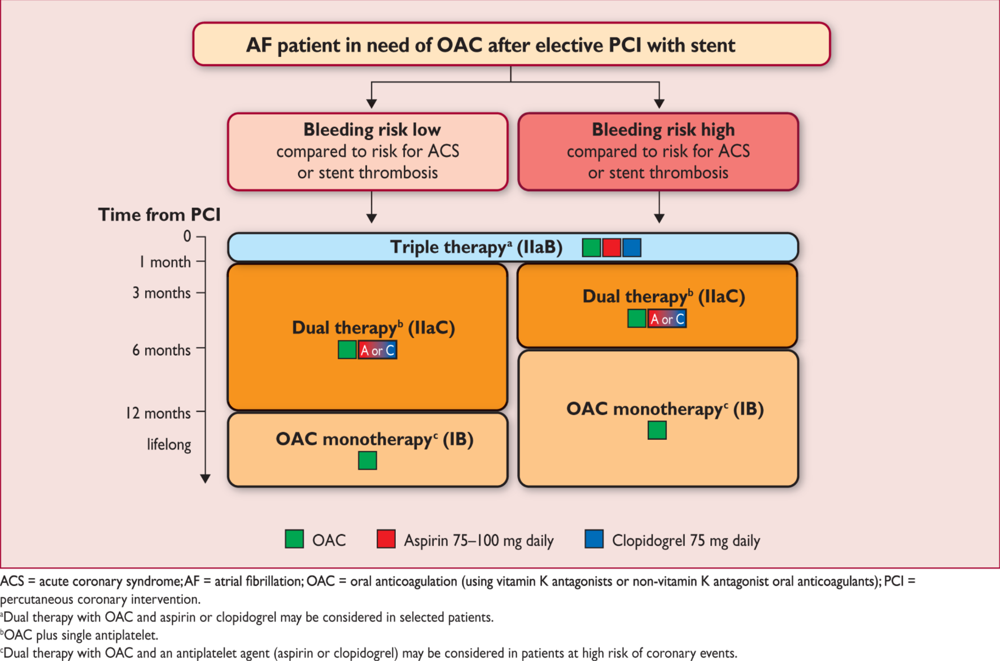 AF patient in need of OAC after elective PCI with stent
Bleeding risk low
compared to risk for ACS
or stent thrombosis
Bleeding risk high
compared to risk for ACS
or stent thrombosis
Time from PCI
0
1 month
3 months
6 months
12 months
lifelong
Triple therapyᵃ (IIaB)
Dual therapyᵇ (IIaC)
A or C
OAC monotherapyᶜ (IB)
Dual therapyᵇ (IIaC)
A or C
OAC monotherapyᶜ (IB)
OAC
Aspirin 75–100 mg daily
Clopidogrel 75 mg daily
ACS = acute coronary syndrome; AF = atrial fibrillation; OAC = oral anticoagulation (using vitamin K antagonists or non-vitamin K antagonist oral anticoagulants); PCI =
percutaneous coronary intervention.
ᵃDual therapy with OAC and aspirin or clopidogrel may be considered in selected patients.
ᵇOAC plus single antiplatelet.
ᶜDual therapy with OAC and an antiplatelet agent (aspirin or clopidogrel) may be considered in patients at high risk of coronary events.